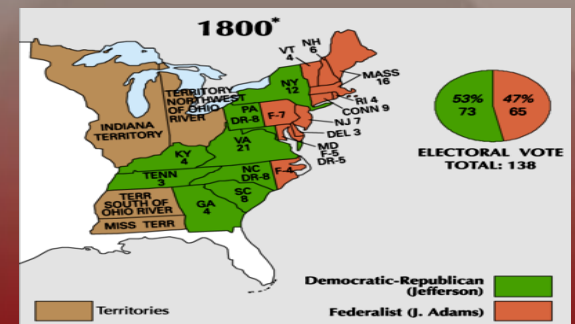 1800*
VT
4
NH
6
MASS
16
NY
12
RI 4
CONN 9
NJ 7
DEL 3
MD
F-5
DR-5
PA
DR-8
F-7
TERRITORY
NORTHWEST
OF OHIO
RIVER
INDIANA
TERRITORY
VA
21
KY
4
NC
DR-8
F-4
TENN
3
SC
8
GA
4
TERR
SOUTH OF
OHIO RIVER
MISS TERR
53%
73
47%
65
ELECTORAL VOTE
TOTAL: 138
Democratic-Republican
(Jefferson)
Federalist (J. Adams)
Territories